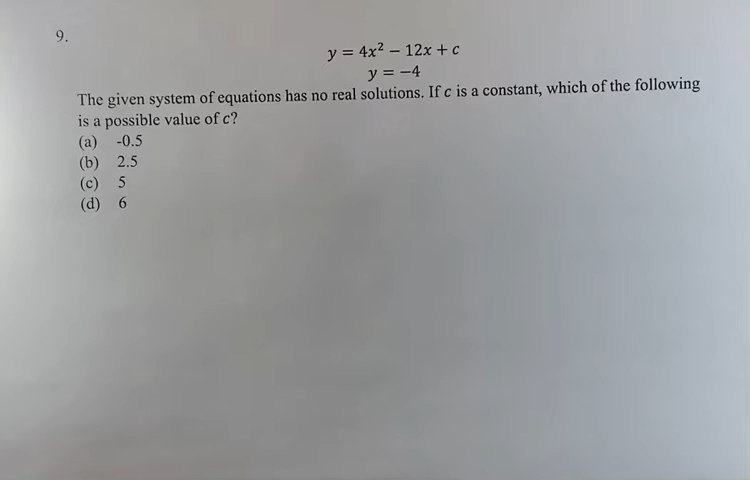 9.
y = 4x² − 12x + c
y = −4
The given system of equations has no real solutions. If c is a constant, which of the following
is a possible value of c?
(a) -0.5
(b) 2.5
(c) 5
(d) 6